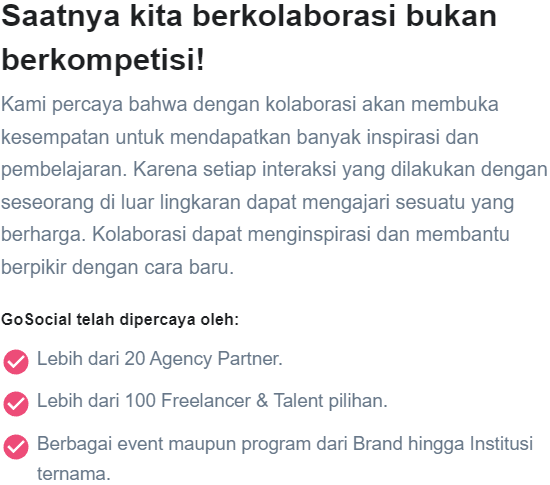 Saatnya kita berkolaborasi bukan
berkompetisi!
Kami percaya bahwa dengan kolaborasi akan membuka
kesempatan untuk mendapatkan banyak inspirasi dan
pembelajaran. Karena setiap interaksi yang dilakukan dengan
seseorang di luar lingkaran dapat mengajari sesuatu yang
berharga. Kolaborasi dapat menginspirasi dan membantu
berpikir dengan cara baru.
GoSocial telah dipercaya oleh:
Lebih dari 20 Agency Partner.
Lebih dari 100 Freelancer & Talent pilihan.
Berbagai event maupun program dari Brand hingga Institusi
ternama.